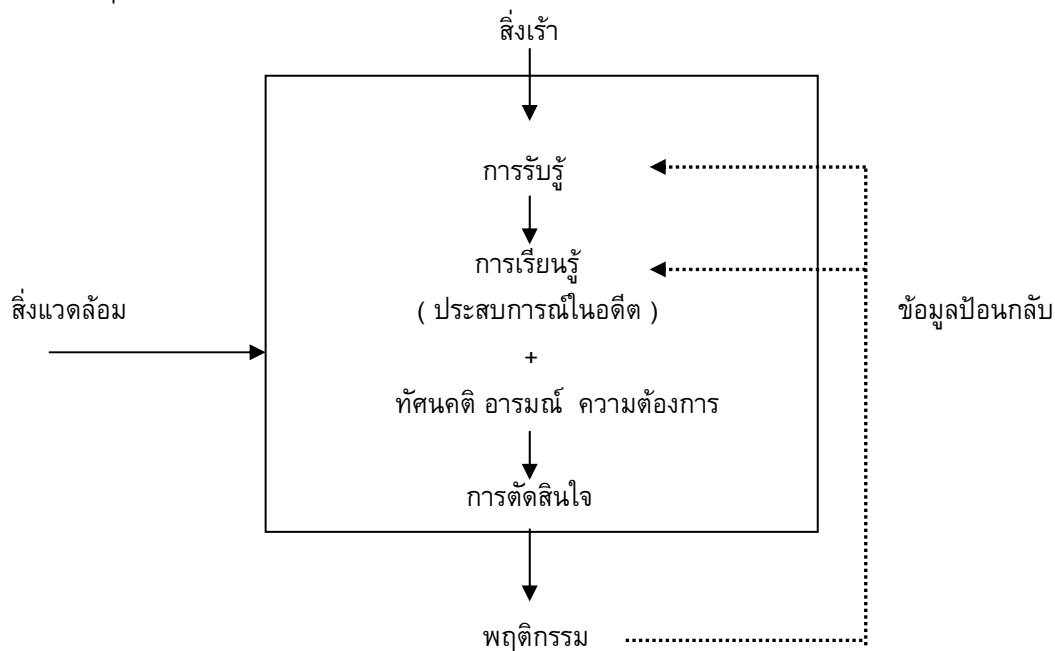 สิ่งเร้า
การรับรู้
การเรียนรู้
สิ่งแวดล้อม
( ประสบการณ์ในอดีต )
ข้อมูลป้อนกลับ
+
ทัศนคติ อารมณ์ ความต้องการ
การตัดสินใจ
พฤติกรรม